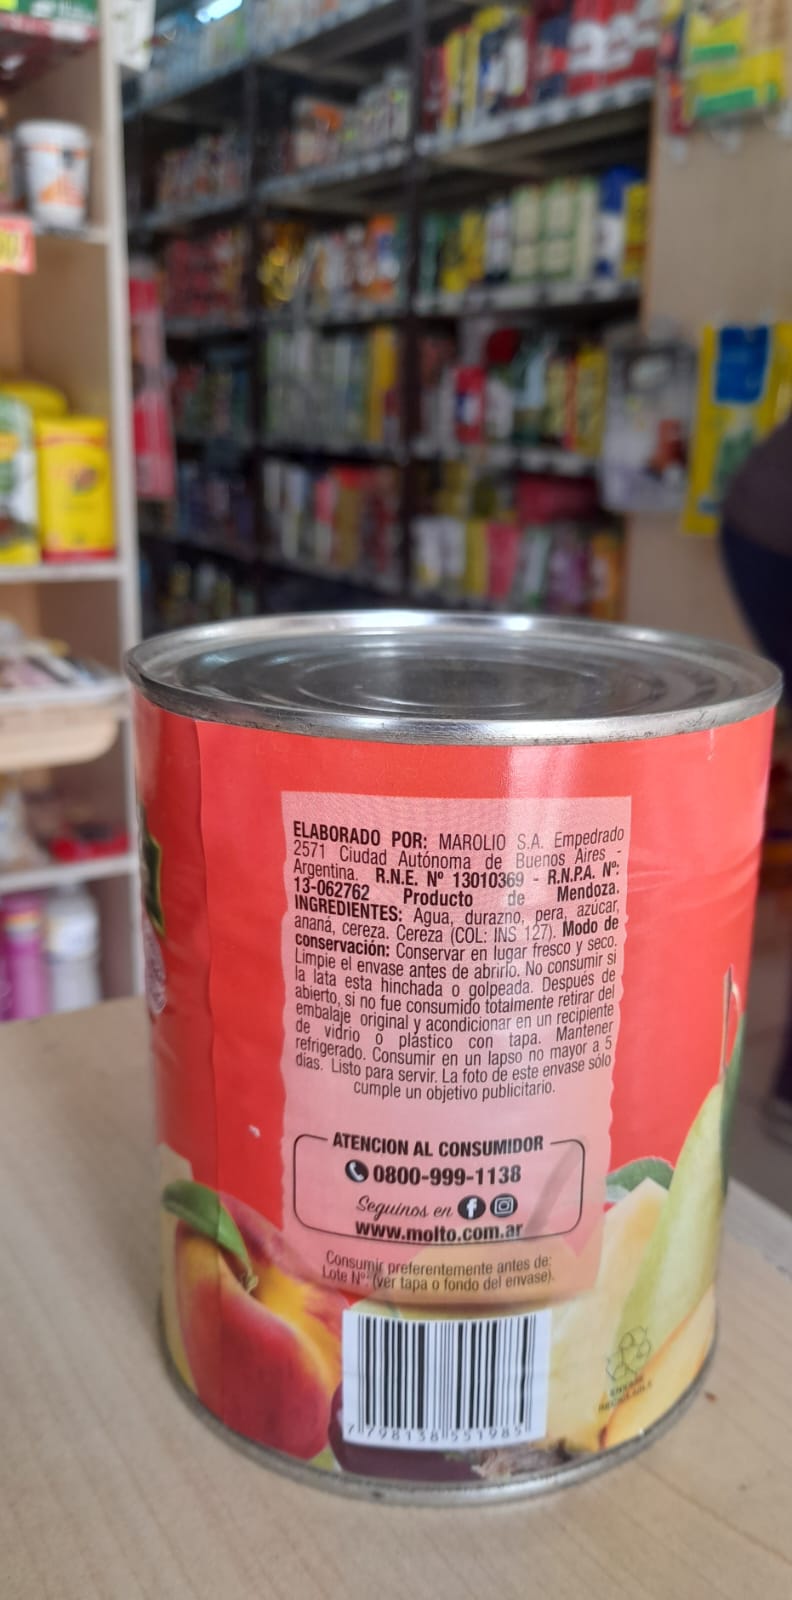 ELABORADO POR: MAROLIO S.A. Empedrado
2571 Ciudad Autónoma de Buenos Aires -
Argentina. R.N.E. Nº 13010369 - R.N.P.A. Nº:
13-062762 Producto de Mendoza.
INGREDIENTES: Agua, durazno, pera, azúcar,
ananá, cereza. Cereza (COL: INS 127). Modo de
conservación: Conservar en lugar fresco y seco.
Limpie el envase antes de abrirlo. No consumir si
la lata esta hinchada o golpeada. Después de
abierto, si no fue consumido totalmente retirar del
embalaje original y acondicionar en un recipiente
de vidrio o plástico con tapa. Mantener
refrigerado. Consumir en un lapso no mayor a 5
días. Listo para servir. La foto de este envase sólo
cumple un objetivo publicitario.
ATENCION AL CONSUMIDOR
0800-999-1138
Seguinos en
www.molto.com.ar
Consumir preferentemente antes de:
Lote Nº: (ver tapa o fondo del envase).
7 798138 551985
ENVASE
RECICLABLE